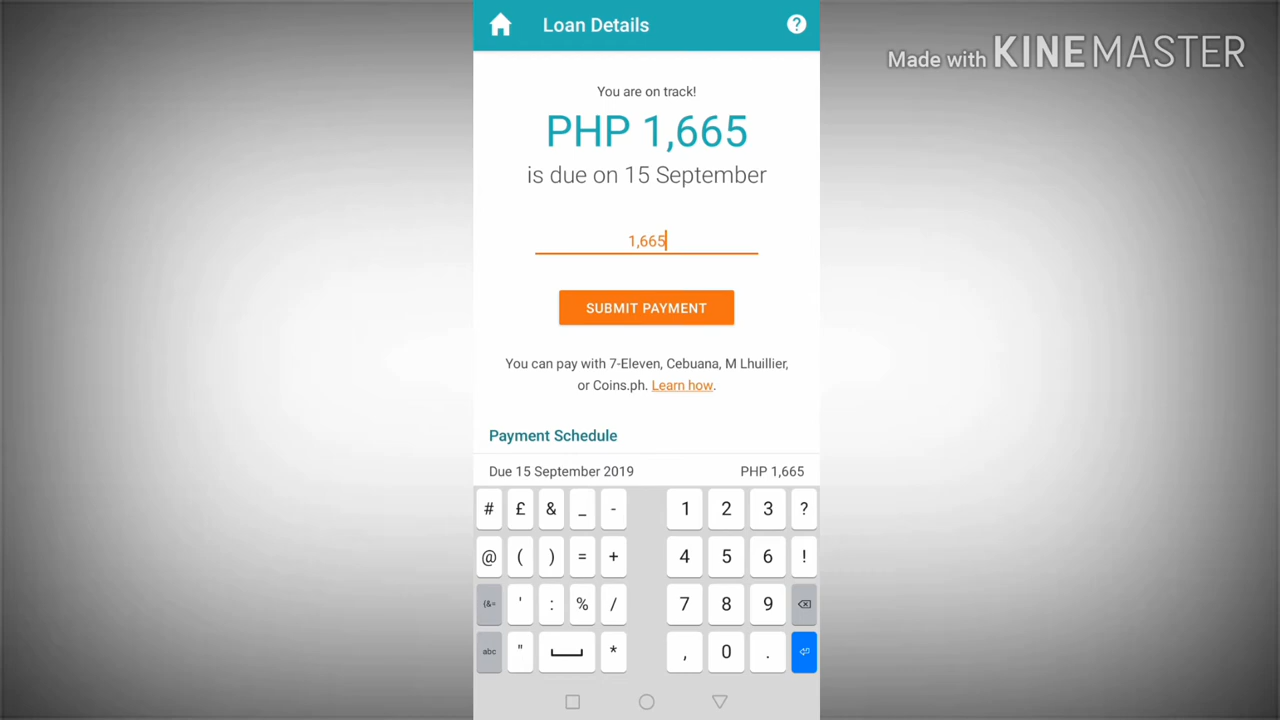 Loan Details
?
Made with KINEMASTER
You are on track!
PHP 1,665
is due on 15 September
1,665
SUBMIT PAYMENT
You can pay with 7-Eleven, Cebuana, M Lhuillier,
or Coins.ph. Learn how.
Payment Schedule
Due 15 September 2019 PHP 1,665
# £ & _ - 1 2 3 ?
@ ( ) = + 4 5 6 !
' : % / 7 8 9
abc " * , 0 .